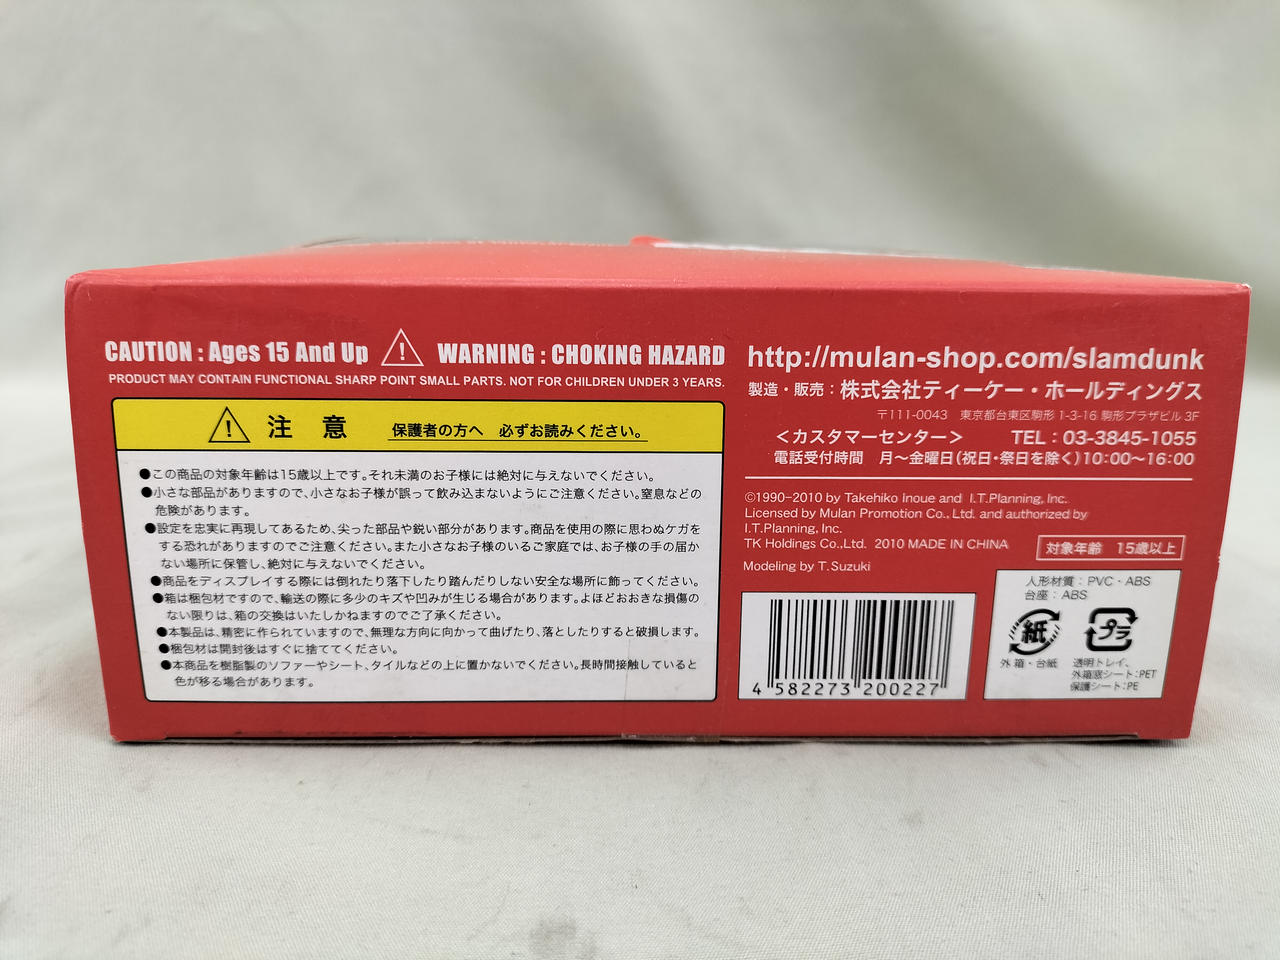 CAUTION : Ages 15 And Up WARNING : CHOKING HAZARD
PRODUCT MAY CONTAIN FUNCTIONAL SHARP POINT SMALL PARTS. NOT FOR CHILDREN UNDER 3 YEARS.
注 意 保護者の方へ 必ずお読みください。
●この商品の対象年齢は15歳以上です。それ未満のお子様には絶対に与えないでください。
●小さな部品がありますので、小さなお子様が誤って飲み込まないようにご注意ください。窒息などの
危険があります。
●設定を忠実に再現してあるため、尖った部品や鋭い部分があります。商品を使用の際に思わぬケガを
する恐れがありますのでご注意ください。また小さなお子様のいるご家庭では、お子様の手の届か
ない場所に保管し、絶対に与えないでください。
●商品をディスプレイする際には倒れたり落下したり踏んだりしない安全な場所に飾ってください。
●箱は梱包材ですので、輸送の際に多少のキズや凹みが生じる場合があります。よほどおおきな損傷の
ない限りは、箱の交換はいたしかねますのでご了承ください。
●本製品は、精密に作られていますので、無理な方向に向かって曲げたり、落としたりすると破損します。
●梱包材は開封後はすぐに捨ててください。
●本商品を樹脂製のソファーやシート、タイルなどの上に置かないでください。長時間接触していると
色が移る場合があります。
http://mulan-shop.com/slamdunk
製造・販売：株式会社ティーケー・ホールディングス
〒111-0043 東京都台東区駒形 1-3-16 駒形プラザビル 3F
＜カスタマーセンター＞ TEL：03-3845-1055
電話受付時間 月～金曜日(祝日・祭日を除く)10:00～16:00
©1990-2010 by Takehiko Inoue and I.T.Planning, Inc.
Licensed by Mulan Promotion Co., Ltd. and authorized by
I.T.Planning, Inc.
TK Holdings Co.,Ltd. 2010 MADE IN CHINA
対象年齢 15歳以上
Modeling by T.Suzuki
4 582273 200227
人形材質：PVC・ABS
台座：ABS
紙
プラ
外箱・台紙
透明トレイ、
外箱窓シート：PET
保護シート：PE